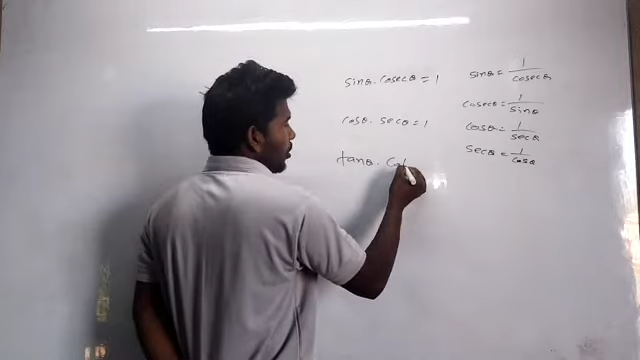 sinθ. cosecθ = 1
cosθ. secθ = 1
tanθ. cot
sinθ = 1/cosecθ
cosecθ = 1/sinθ
cosθ = 1/secθ
secθ = 1/cosθ